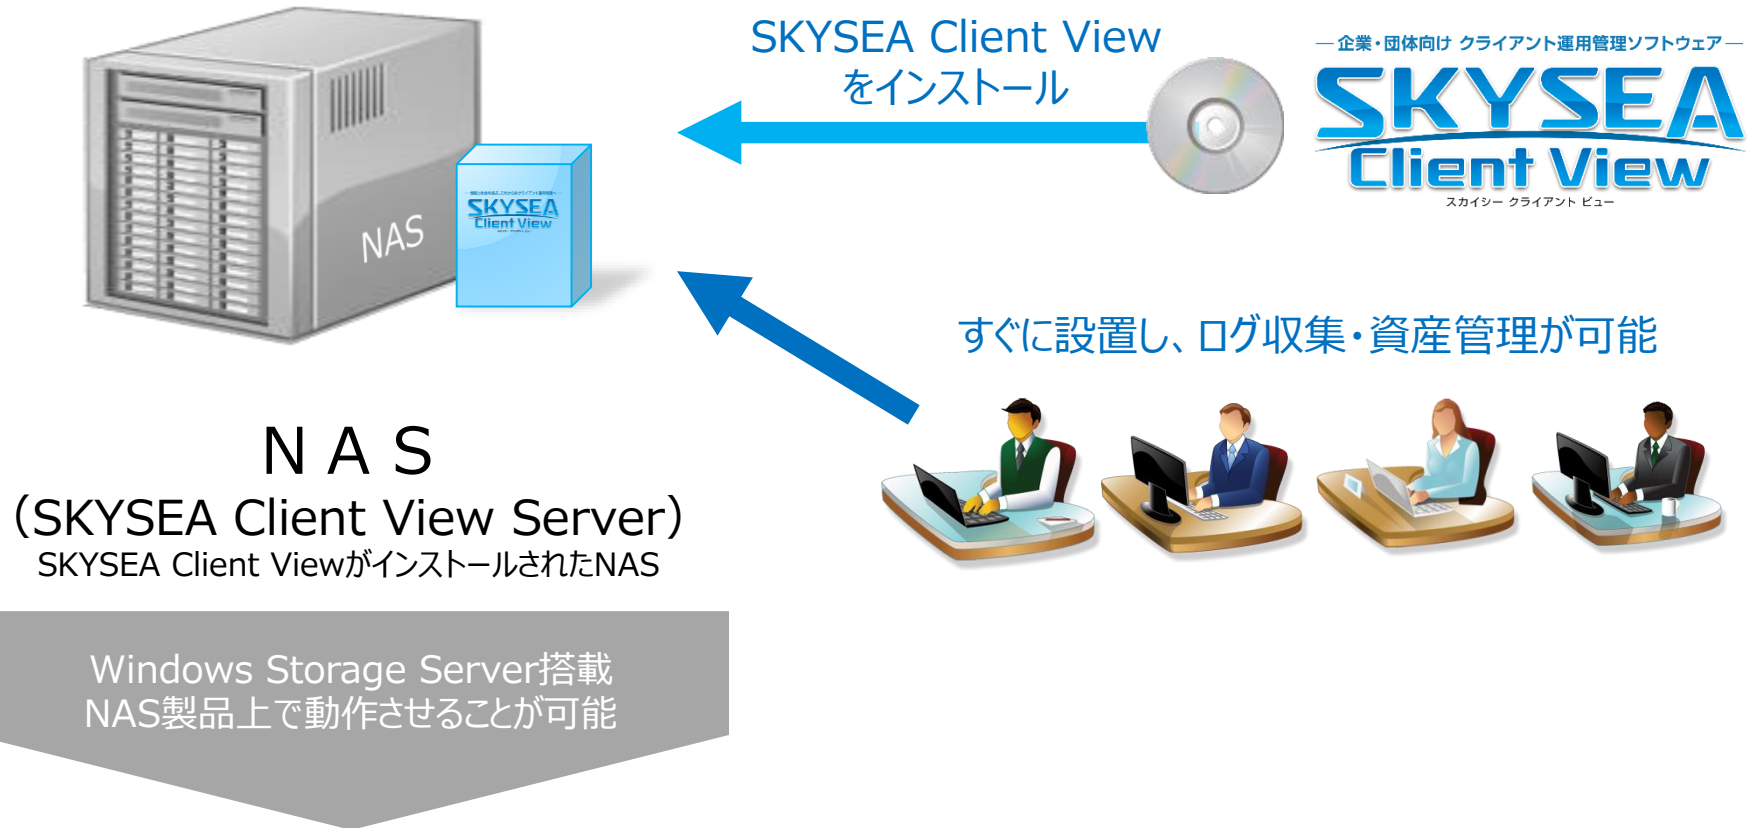 SKYSEA Client View
をインストール
―企業・団体向け クライアント運用管理ソフトウェア―
SKYSEA
Client View
スカイシー クライアント ビュー
NAS
SKYSEA
Client View
すぐに設置し、ログ収集・資産管理が可能
ＮＡＳ
（SKYSEA Client View Server）
SKYSEA Client ViewがインストールされたNAS
Windows Storage Server搭載
NAS製品上で動作させることが可能